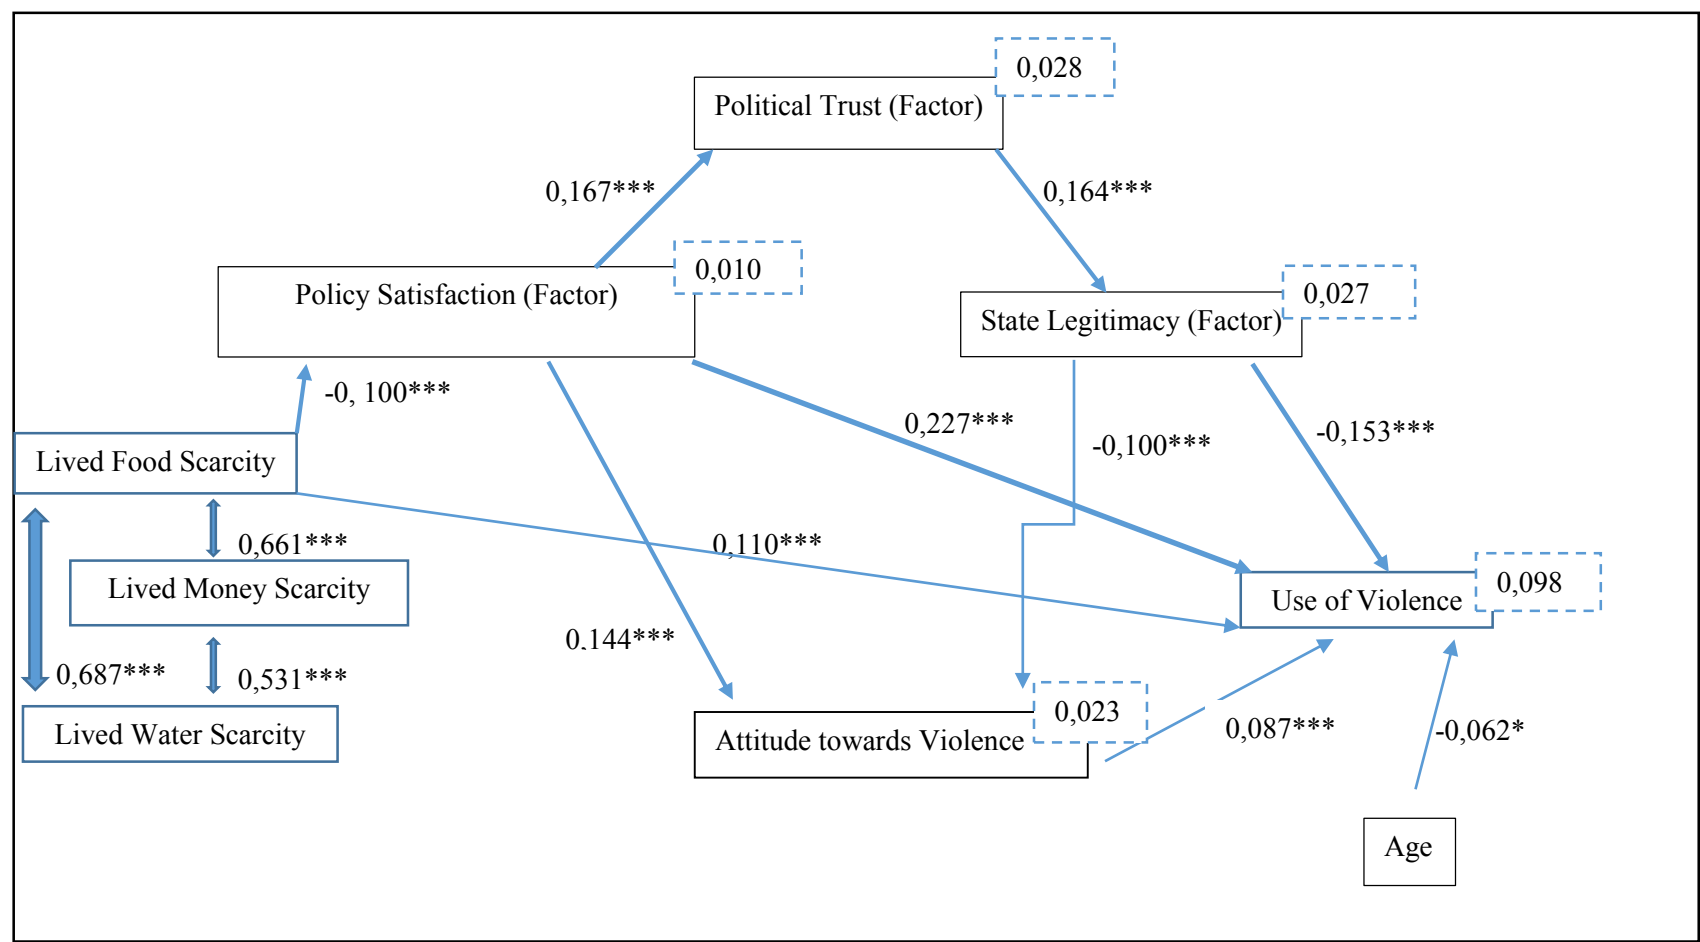 0,028
Political Trust (Factor)
0,167***
0,164***
0,010
Policy Satisfaction (Factor)
0,027
State Legitimacy (Factor)
-0, 100***
0,227***
-0,100***
-0,153***
Lived Food Scarcity
0,661***
0,110***
Lived Money Scarcity
0,098
Use of Violence
0,144***
0,687***
0,531***
0,023
Lived Water Scarcity
Attitude towards Violence
0,087***
-0,062*
Age